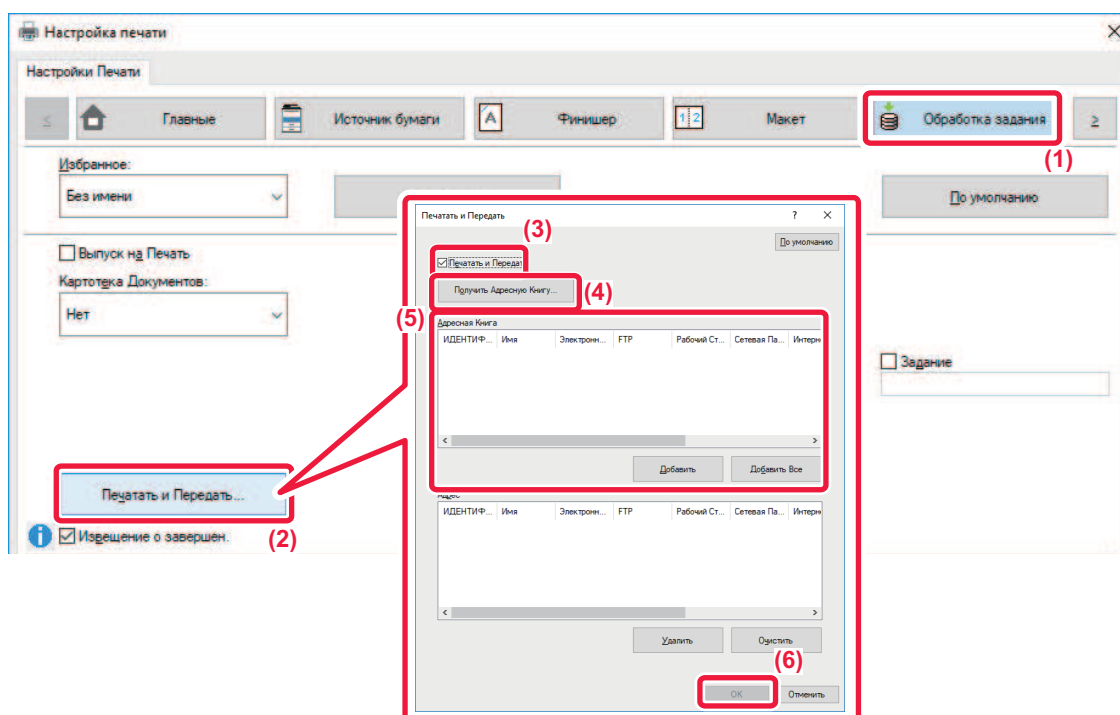 Настройка печати
Настройки Печати
≤ Главные Источник бумаги Финишер Макет Обработка задания ≥
(1)
Избранное:
Без имени
По умолчанию
Выпуск на Печать
Картотека Документов:
Нет
Задание
Печатать и Передать...
(2)
Извещение о завершен.
Печатать и Передать ? ×
(3)
По умолчанию
Печатать и Передат
Получить Адресную Книгу...
(4)
(5)
Адресная Книга
ИДЕНТИФ... Имя Электронн... FTP Рабочий Ст... Сетевая Па... Интерн
Добавить Добавить Все
Адрес
ИДЕНТИФ... Имя Электронн... FTP Рабочий Ст... Сетевая Па... Интерн
Удалить Очистить
(6)
OK Отменить